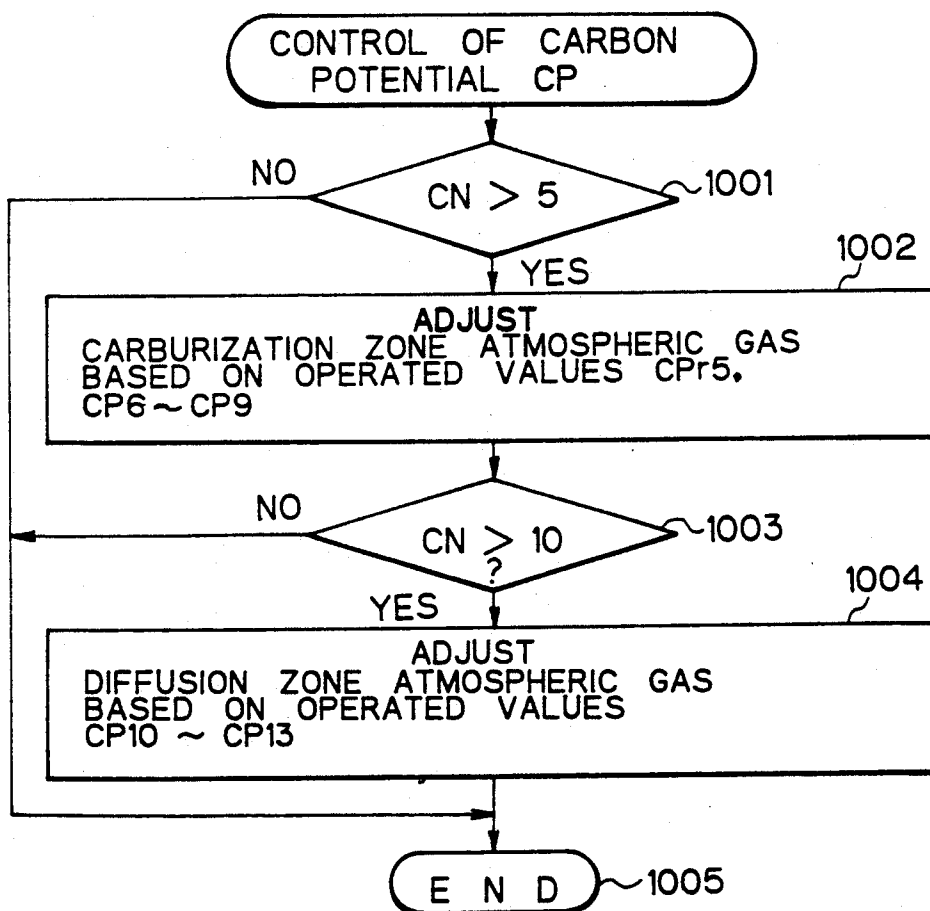 CONTROL OF CARBON
POTENTIAL CP
NO
CN > 5
1001
YES
1002
ADJUST
CARBURIZATION ZONE ATMOSPHERIC GAS
BASED ON OPERATED VALUES CPr5,
CP6 ~ CP9
NO
CN > 10
?
1003
YES
1004
ADJUST
DIFFUSION ZONE ATMOSPHERIC GAS
BASED ON OPERATED VALUES
CP10 ~ CP13
END
1005